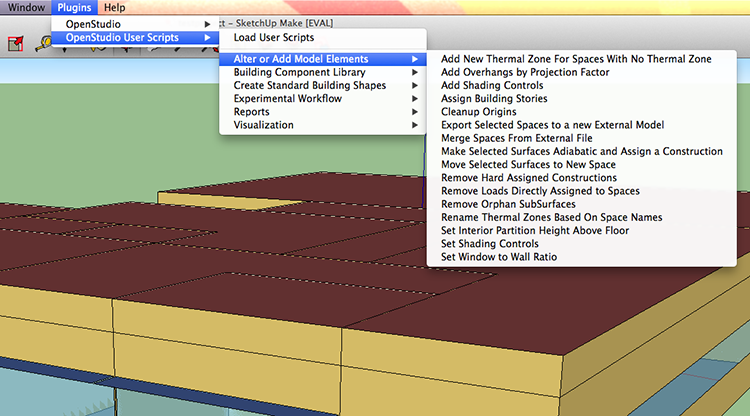 Window Plugins Help
ct – SketchUp Make [EVAL]
OpenStudio
OpenStudio User Scripts
Load User Scripts
Alter or Add Model Elements
Building Component Library
Create Standard Building Shapes
Experimental Workflow
Reports
Visualization
Add New Thermal Zone For Spaces With No Thermal Zone
Add Overhangs by Projection Factor
Add Shading Controls
Assign Building Stories
Cleanup Origins
Export Selected Spaces to a new External Model
Merge Spaces From External File
Make Selected Surfaces Adiabatic and Assign a Construction
Move Selected Surfaces to New Space
Remove Hard Assigned Constructions
Remove Loads Directly Assigned to Spaces
Remove Orphan SubSurfaces
Rename Thermal Zones Based On Space Names
Set Interior Partition Height Above Floor
Set Shading Controls
Set Window to Wall Ratio